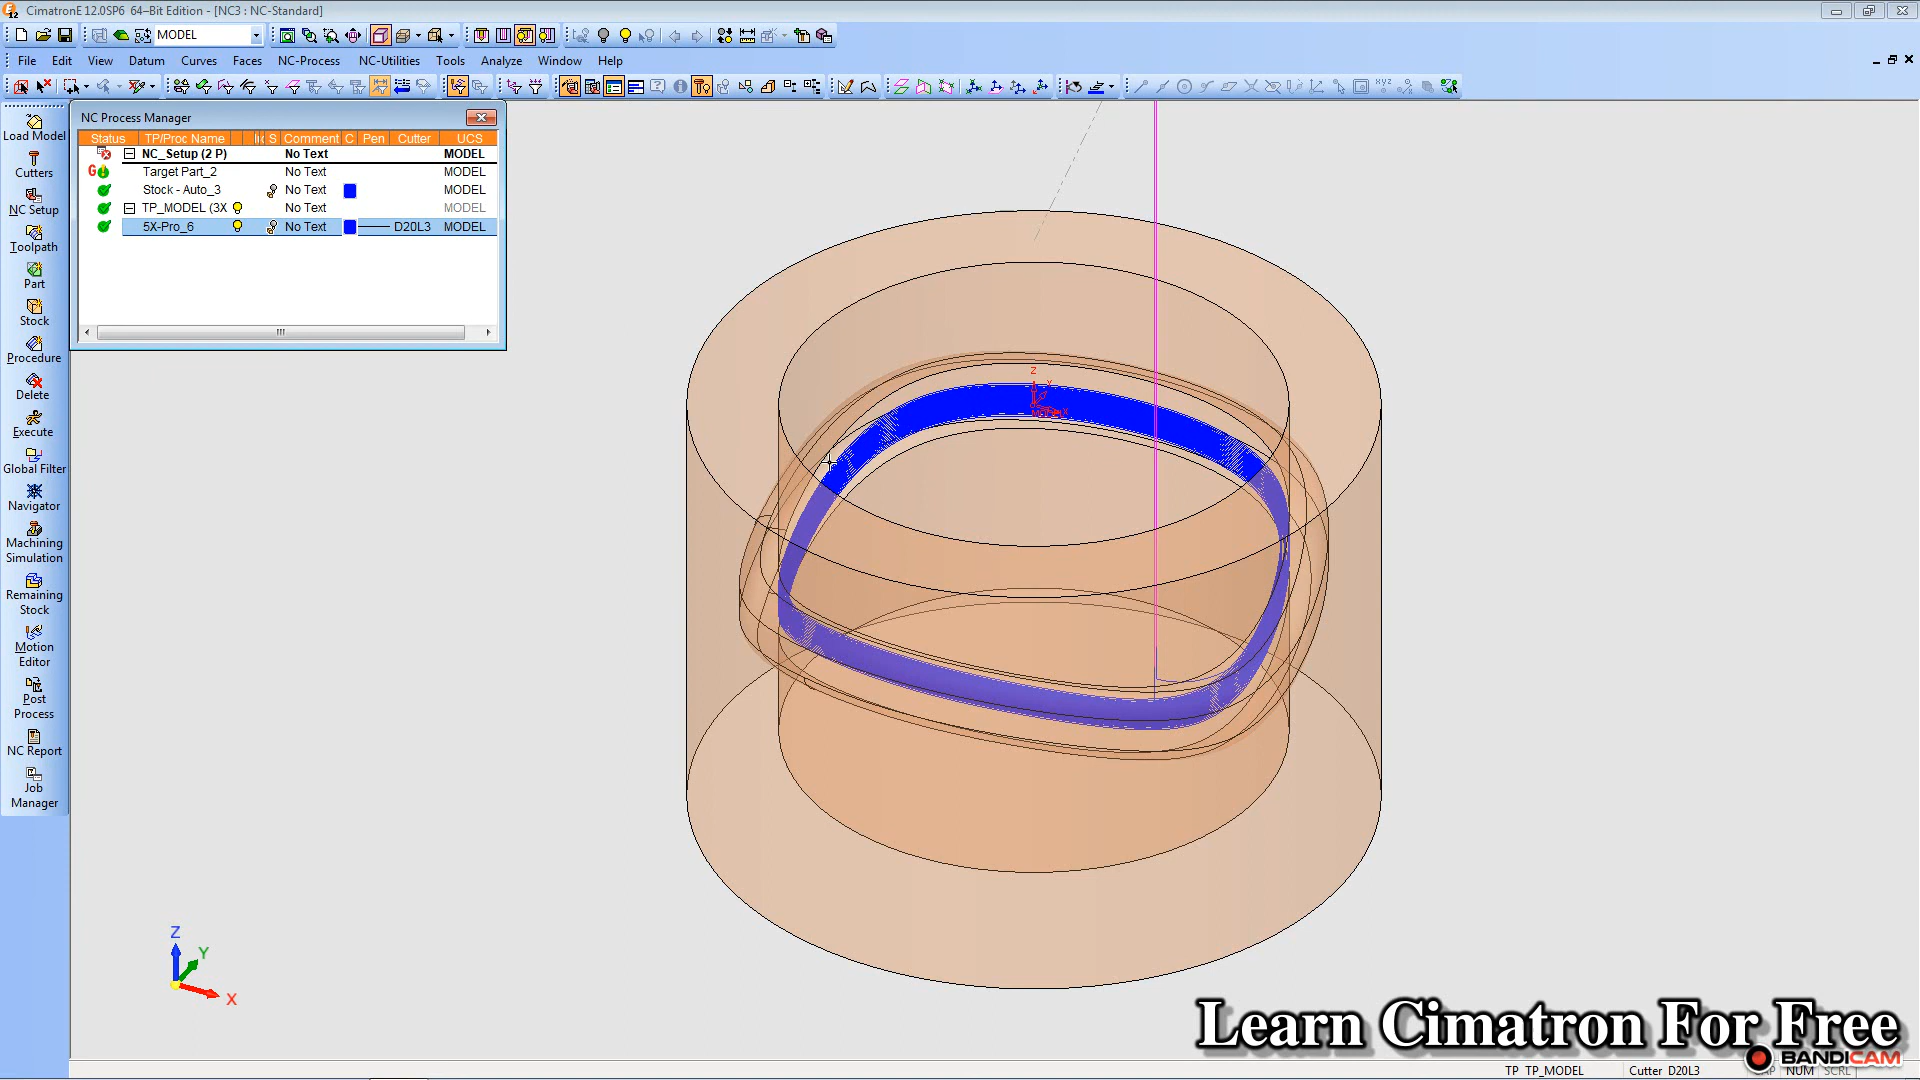 CimatronE 12.0SP6  64-Bit Edition - [NC3 : NC-Standard]
MODEL
File Edit View Datum Curves Faces NC-Process NC-Utilities Tools Analyze Window Help
NC Process Manager
Status TP/Proc Name S Comment C Pen Cutter UCS
NC_Setup (2 P) No Text MODEL
G Target Part_2 No Text MODEL
Stock - Auto_3 No Text MODEL
TP_MODEL (3X No Text MODEL
5X-Pro_6 No Text D20L3 MODEL
Load Model
Cutters
NC Setup
Toolpath
Part
Stock
Procedure
Delete
Execute
Global Filter
Navigator
Machining
Simulation
Remaining
Stock
Motion
Editor
Post
Process
NC Report
Job
Manager
Z
Y
X
Z
Y
X
Learn Cimatron For Free
BANDICAM
TP TP_MODEL Cutter D20L3 NUM SCRL